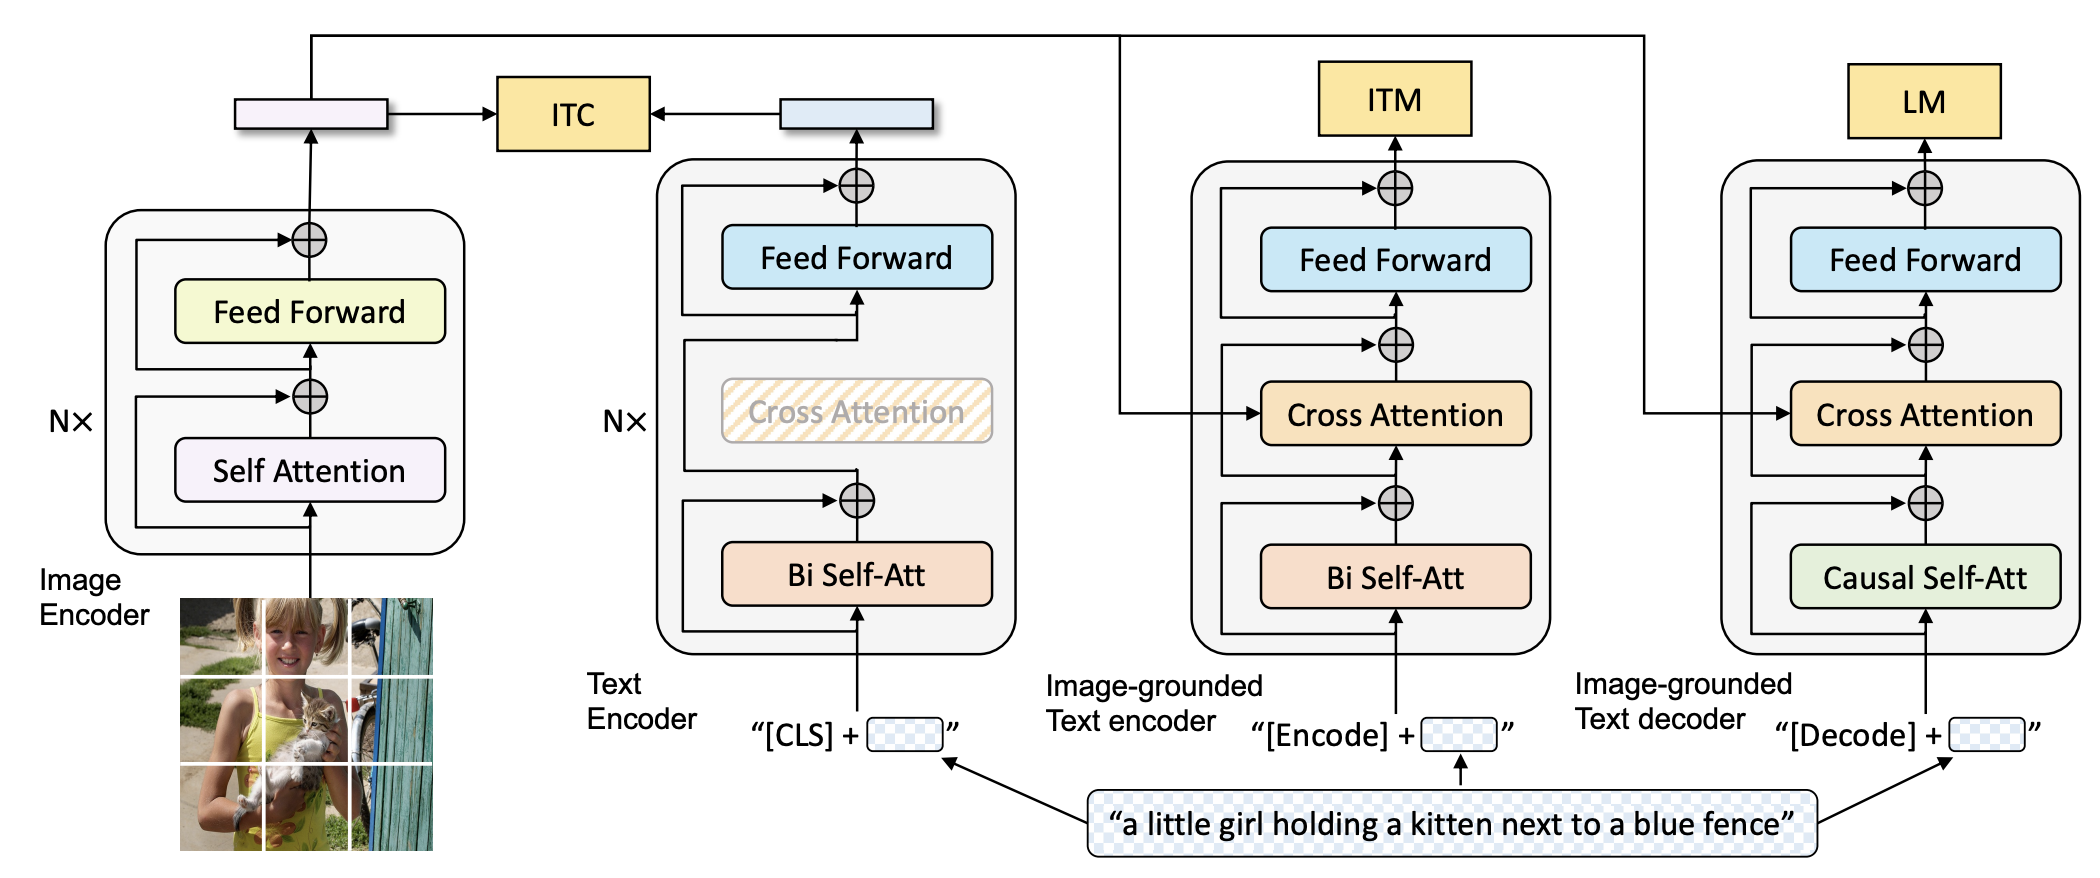 ITC
ITM
LM
Feed Forward
Self Attention
N×
Image
Encoder
Feed Forward
Cross Attention
Bi Self-Att
N×
Text
Encoder
“[CLS] + ”
Feed Forward
Cross Attention
Bi Self-Att
Image-grounded
Text encoder
“[Encode] + ”
Feed Forward
Cross Attention
Causal Self-Att
Image-grounded
Text decoder
“[Decode] + ”
“a little girl holding a kitten next to a blue fence”